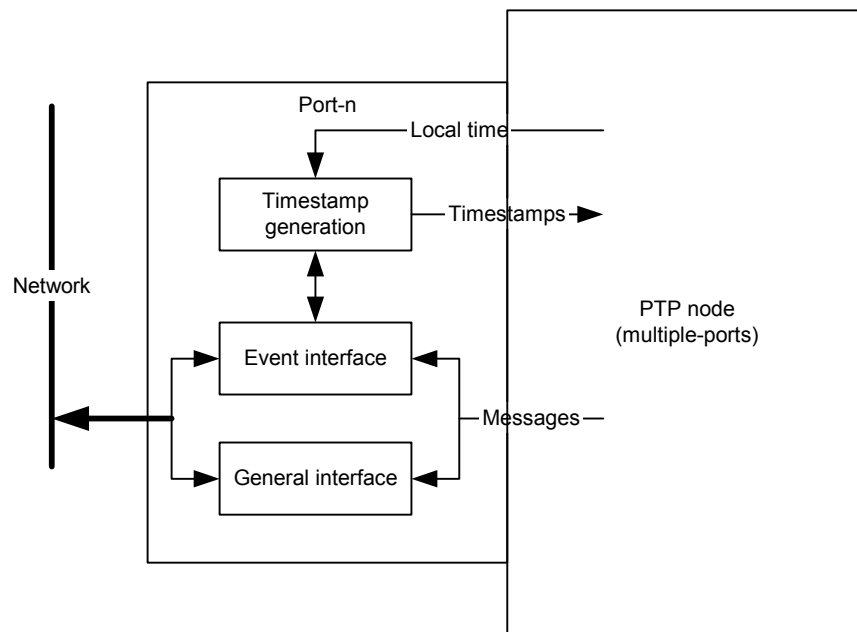 Port-n
Local time
Timestamp
generation
Timestamps
Network
PTP node
(multiple-ports)
Event interface
Messages
General interface